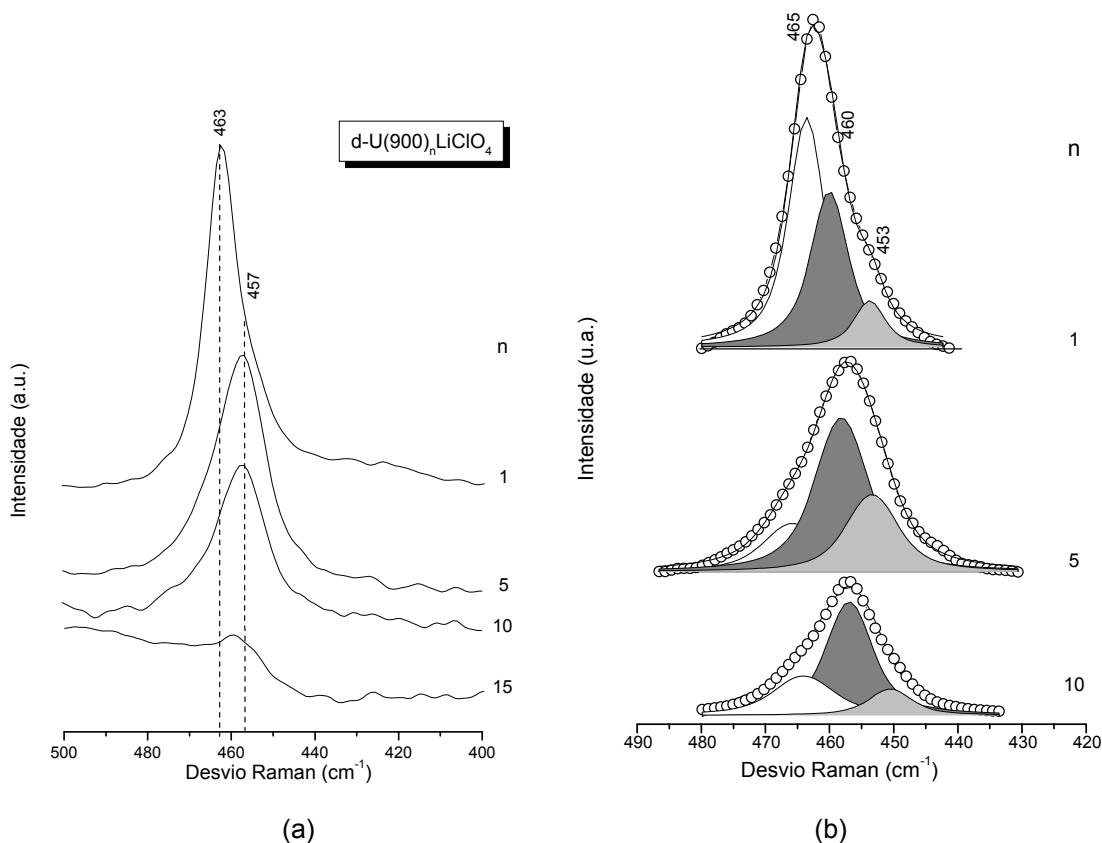 463
457
d-U(900)nLiClO4
n
1
5
10
15
Intensidade (a.u.)
500 480 460 440 420 400
Desvio Raman (cm-1)
(a)
465
460
453
n
1
5
10
Intensidade (u.a.)
490 480 470 460 450 440 430 420
Desvio Raman (cm-1)
(b)